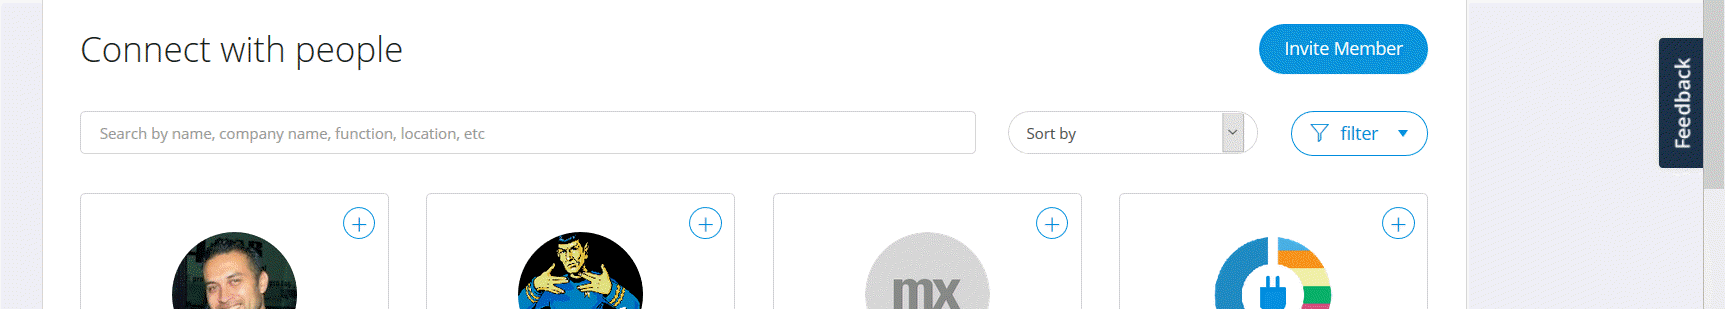 Connect with people
Invite Member
Search by name, company name, function, location, etc
Sort by
filter
Feedback
mx